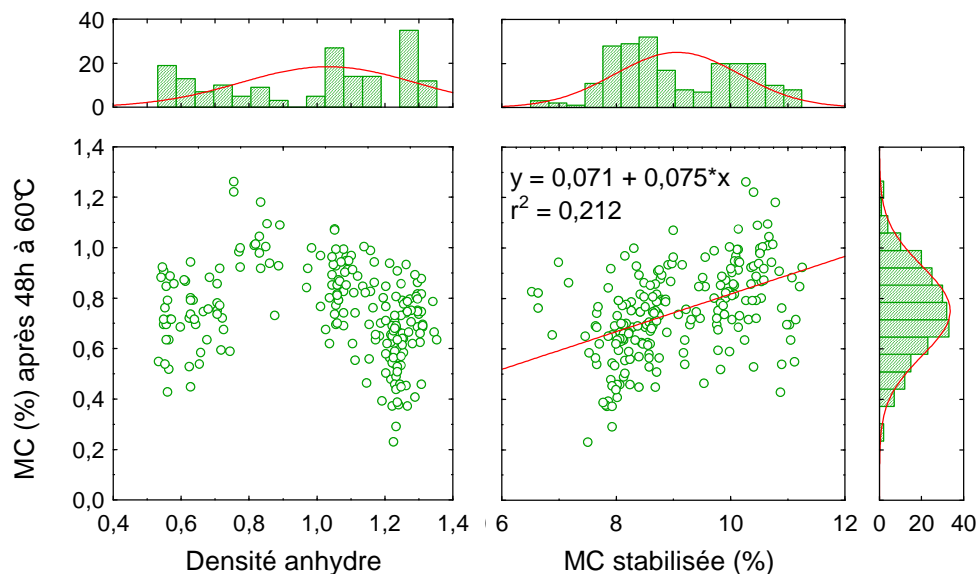 40
20
0
1,4
1,2
1,0
0,8
0,6
0,4
0,2
0,0
MC (%) après 48h à 60°C
0,4 0,6 0,8 1,0 1,2 1,4
Densité anhydre
y = 0,071 + 0,075*x
r² = 0,212
6 8 10 12
MC stabilisée (%)
0 20 40